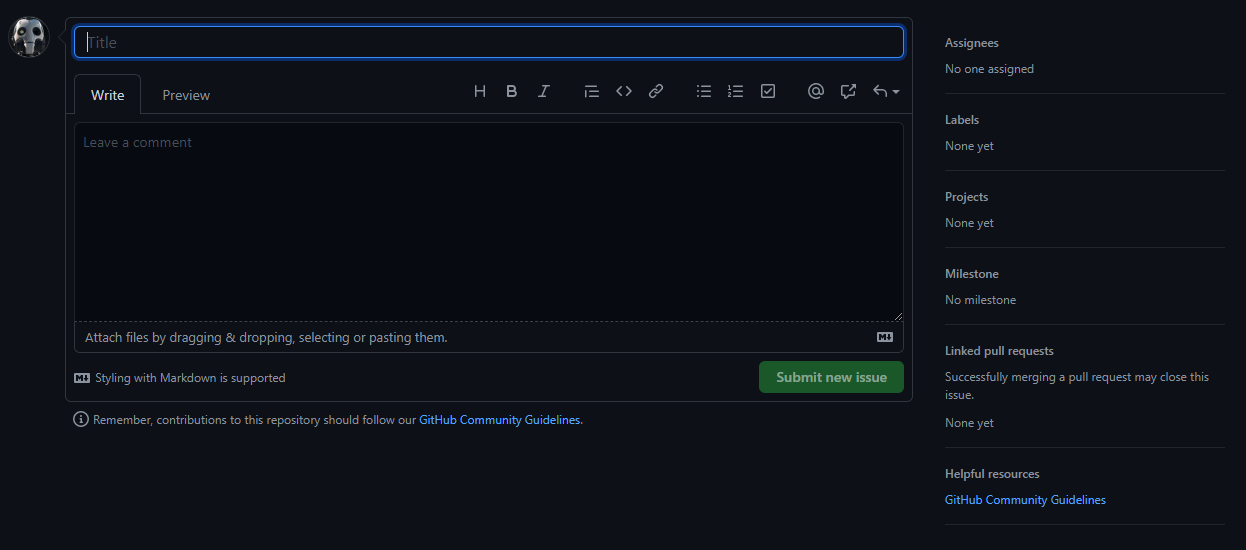 Title
Write
Preview
H B I
Leave a comment
Attach files by dragging & dropping, selecting or pasting them.
Styling with Markdown is supported
Submit new issue
Remember, contributions to this repository should follow our GitHub Community Guidelines.
Assignees
No one assigned
Labels
None yet
Projects
None yet
Milestone
No milestone
Linked pull requests
Successfully merging a pull request may close this
issue.
None yet
Helpful resources
GitHub Community Guidelines